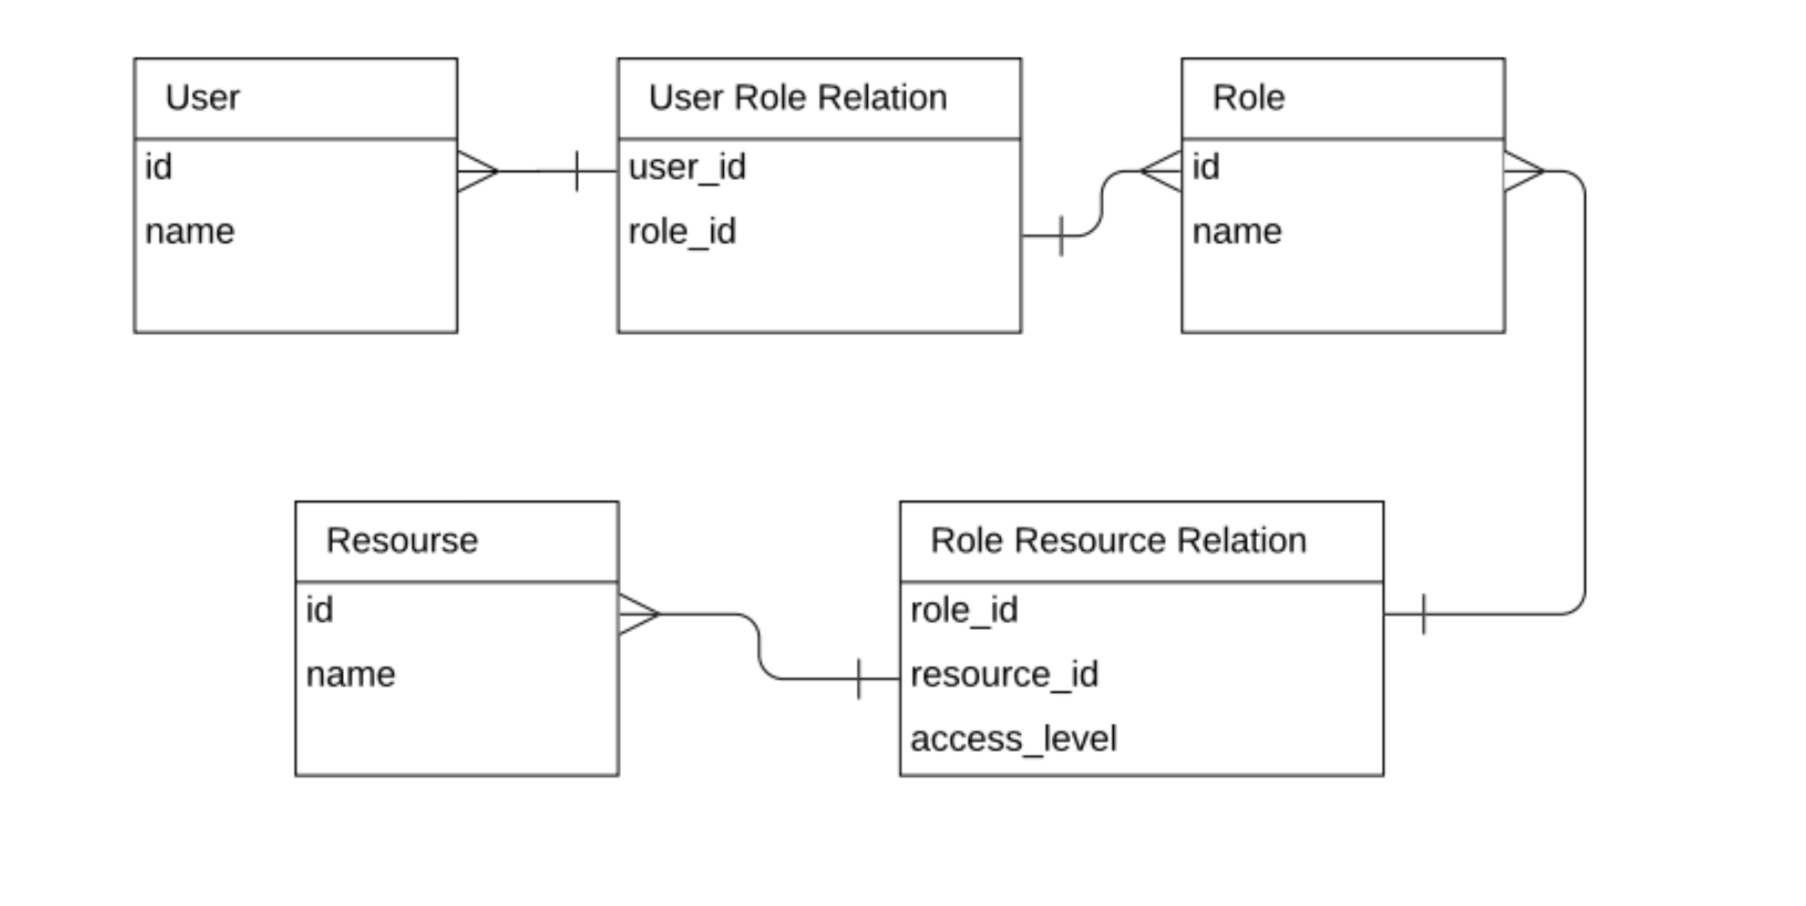 User
id
name
User Role Relation
user_id
role_id
Role
id
name
Resourse
id
name
Role Resource Relation
role_id
resource_id
access_level